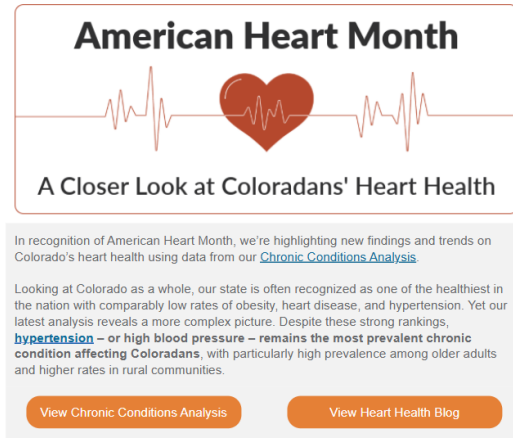 American Heart Month
A Closer Look at Coloradans' Heart Health
In recognition of American Heart Month, we're highlighting new findings and trends on
Colorado's heart health using data from our Chronic Conditions Analysis.
Looking at Colorado as a whole, our state is often recognized as one of the healthiest in
the nation with comparably low rates of obesity, heart disease, and hypertension. Yet our
latest analysis reveals a more complex picture. Despite these strong rankings,
hypertension – or high blood pressure – remains the most prevalent chronic
condition affecting Coloradans, with particularly high prevalence among older adults
and higher rates in rural communities.
View Chronic Conditions Analysis
View Heart Health Blog